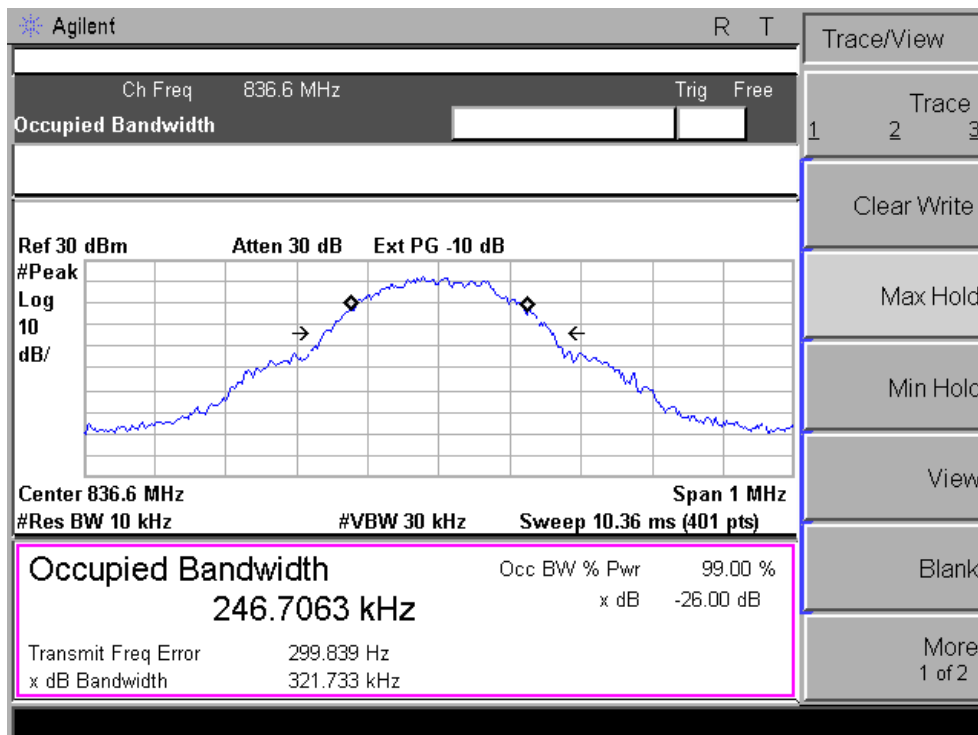 Agilent R T
Trace/View
Ch Freq 836.6 MHz Trig Free
Occupied Bandwidth
Trace
1 2 3
Clear Write
Max Hold
Min Hold
View
Blank
More
1 of 2
Ref 30 dBm Atten 30 dB Ext PG -10 dB
#Peak
Log
10
dB/
Center 836.6 MHz Span 1 MHz
#Res BW 10 kHz #VBW 30 kHz Sweep 10.36 ms (401 pts)
Occupied Bandwidth Occ BW % Pwr 99.00 %
246.7063 kHz x dB -26.00 dB
Transmit Freq Error 299.839 Hz
x dB Bandwidth 321.733 kHz